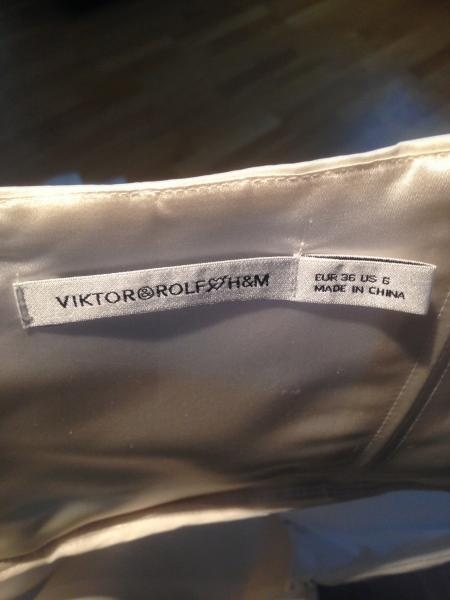 VIKTOR&ROLF♥H&M
EUR 36 US 6
MADE IN CHINA